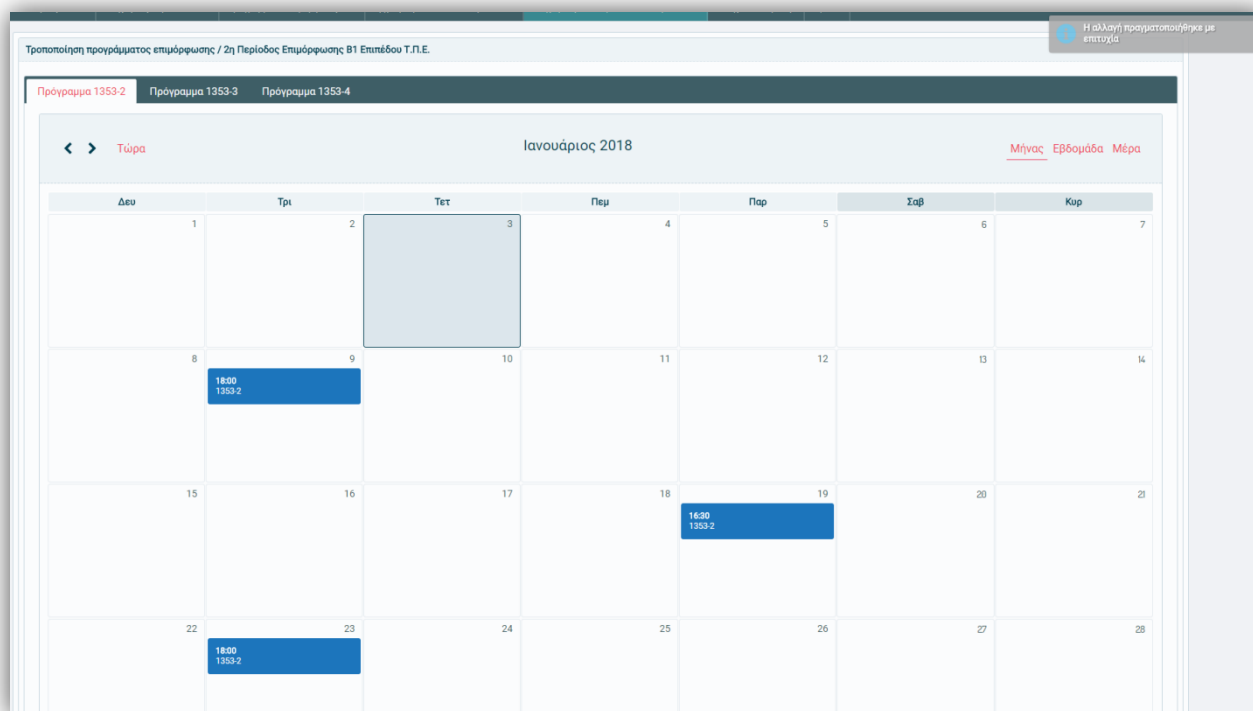 Η αλλαγή πραγματοποιήθηκε με
επιτυχία
Τροποποίηση προγράμματος επιμόρφωσης / 2η Περίοδος Επιμόρφωσης Β1 Επιπέδου Τ.Π.Ε.
Πρόγραμμα 1353-2 Πρόγραμμα 1353-3 Πρόγραμμα 1353-4
Τώρα Ιανουάριος 2018 Μήνας Εβδομάδα Μέρα
Δευ Τρι Τετ Πεμ Παρ Σαβ Κυρ
1 2 3 4 5 6 7
8 9 10 11 12 13 14
18:00
1353-2
15 16 17 18 19 20 21
16:30
1353-2
22 23 24 25 26 27 28
18:00
1353-2